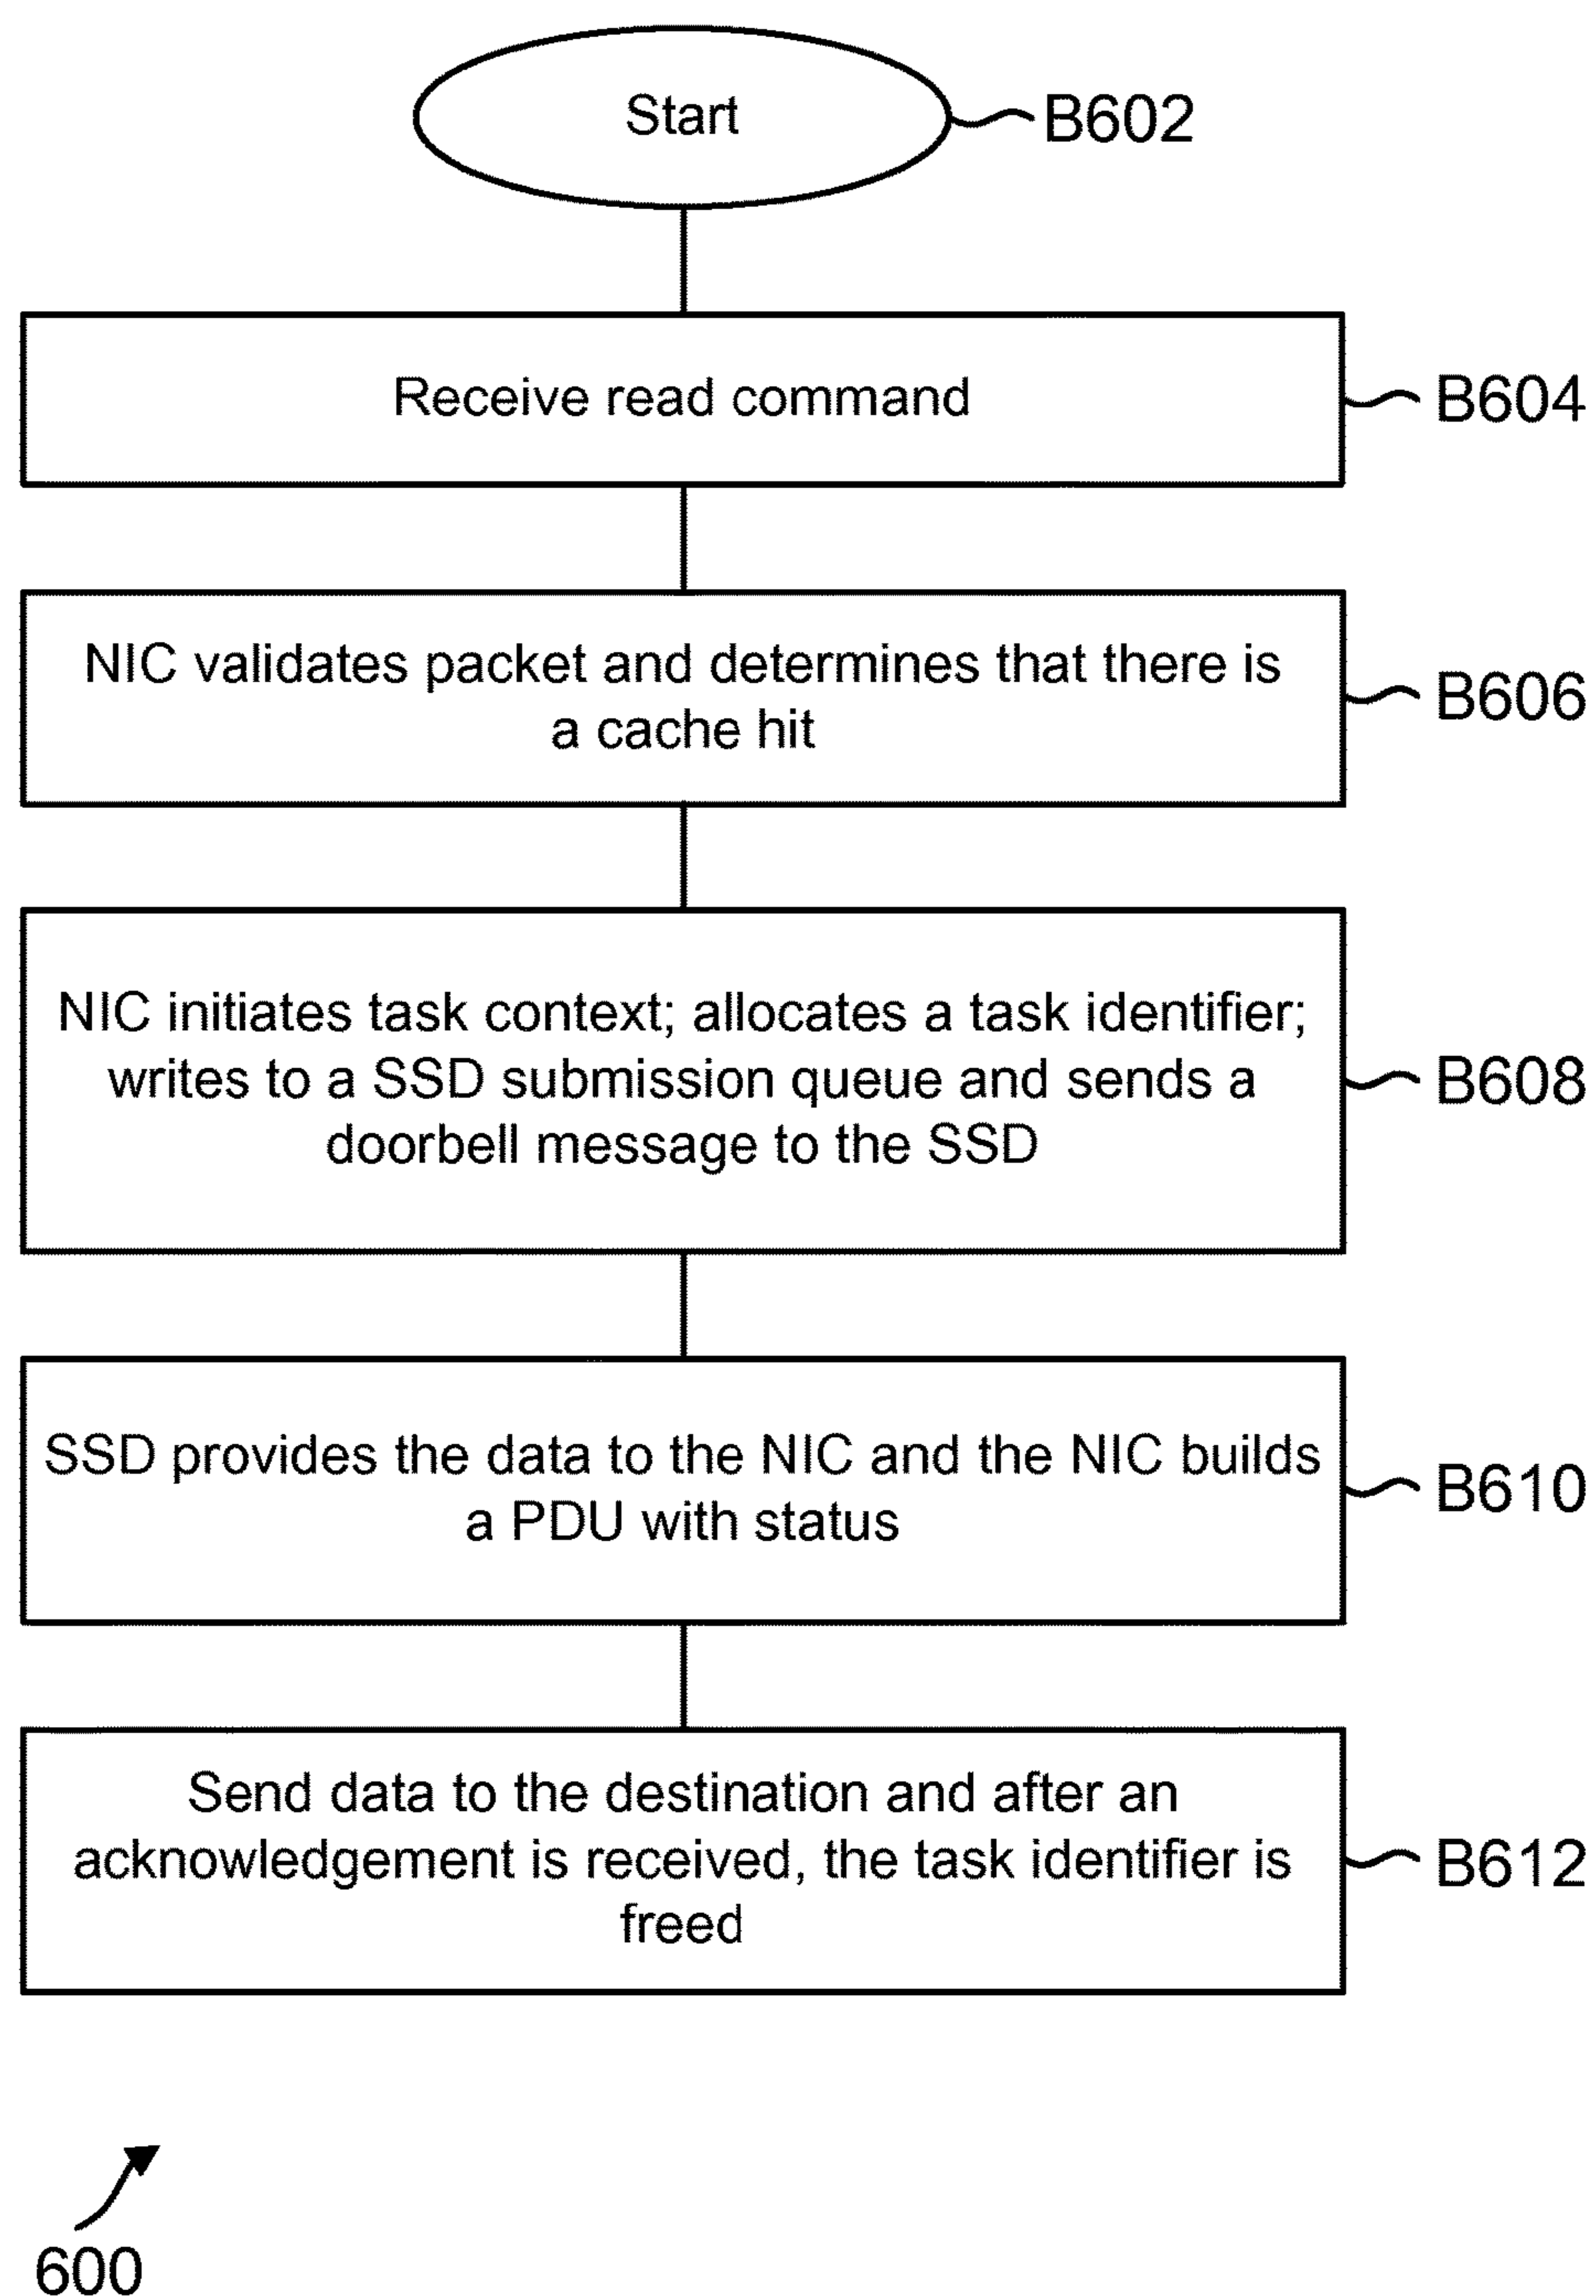 Start
B602
Receive read command
B604
NIC validates packet and determines that there is
a cache hit
B606
NIC initiates task context; allocates a task identifier;
writes to a SSD submission queue and sends a
doorbell message to the SSD
B608
SSD provides the data to the NIC and the NIC builds
a PDU with status
B610
Send data to the destination and after an
acknowledgement is received, the task identifier is
freed
B612
600